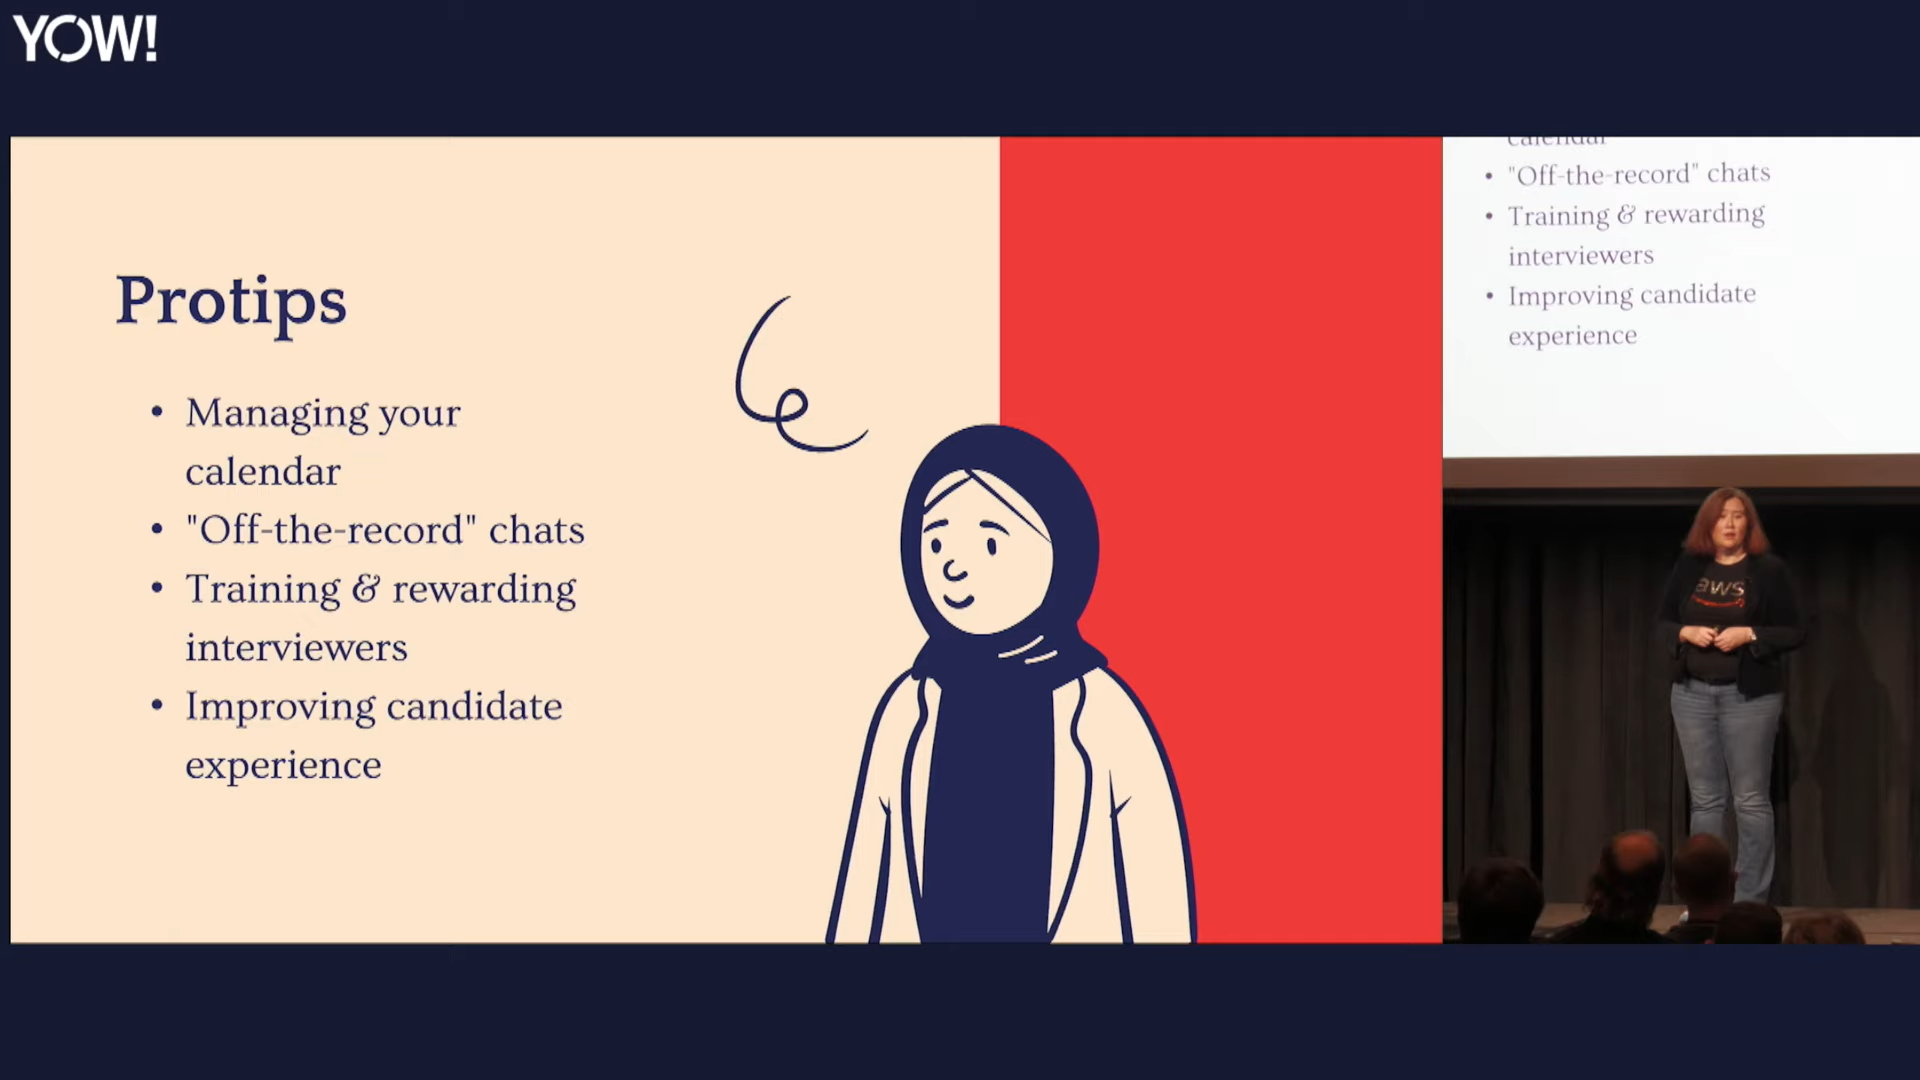 YOW!
Protips
• Managing your
calendar
• "Off-the-record" chats
• Training & rewarding
interviewers
• Improving candidate
experience
calendar
• "Off-the-record" chats
• Training & rewarding
interviewers
• Improving candidate
experience
aws